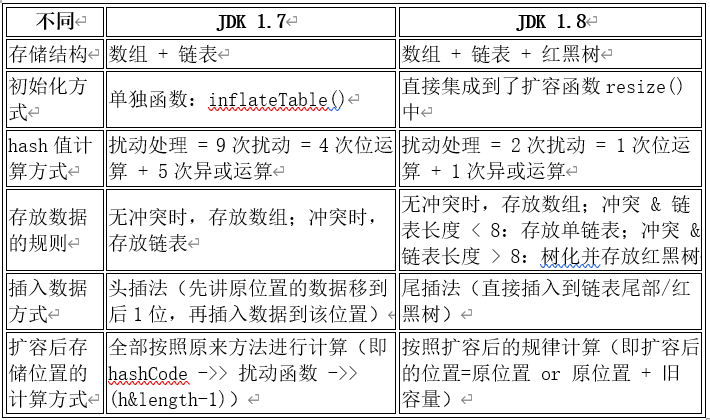 不同 JDK 1.7 JDK 1.8
存储结构 数组 + 链表 数组 + 链表 + 红黑树
初始化方
式
单独函数：inflateTable()
直接集成到了扩容函数resize()
中
hash 值计
算方式
扰动处理 = 9 次扰动 = 4 次位运
算 + 5 次异或运算
扰动处理 = 2 次扰动 = 1 次位运
算 + 1 次异或运算
存放数据
的规则
无冲突时，存放数组；冲突时，
存放链表
无冲突时，存放数组；冲突 & 链
表长度 < 8：存放单链表；冲突 &
链表长度 > 8：树化并存放红黑树
插入数据
方式
头插法（先讲原位置的数据移到
后 1 位，再插入数据到该位置）
尾插法（直接插入到链表尾部/红
黑树）
扩容后存
储位置的
计算方式
全部按照原来方法进行计算（即
hashCode ->> 扰动函数 ->>
(h&length-1)）
按照扩容后的规律计算（即扩容后
的位置=原位置 or 原位置 + 旧
容量）